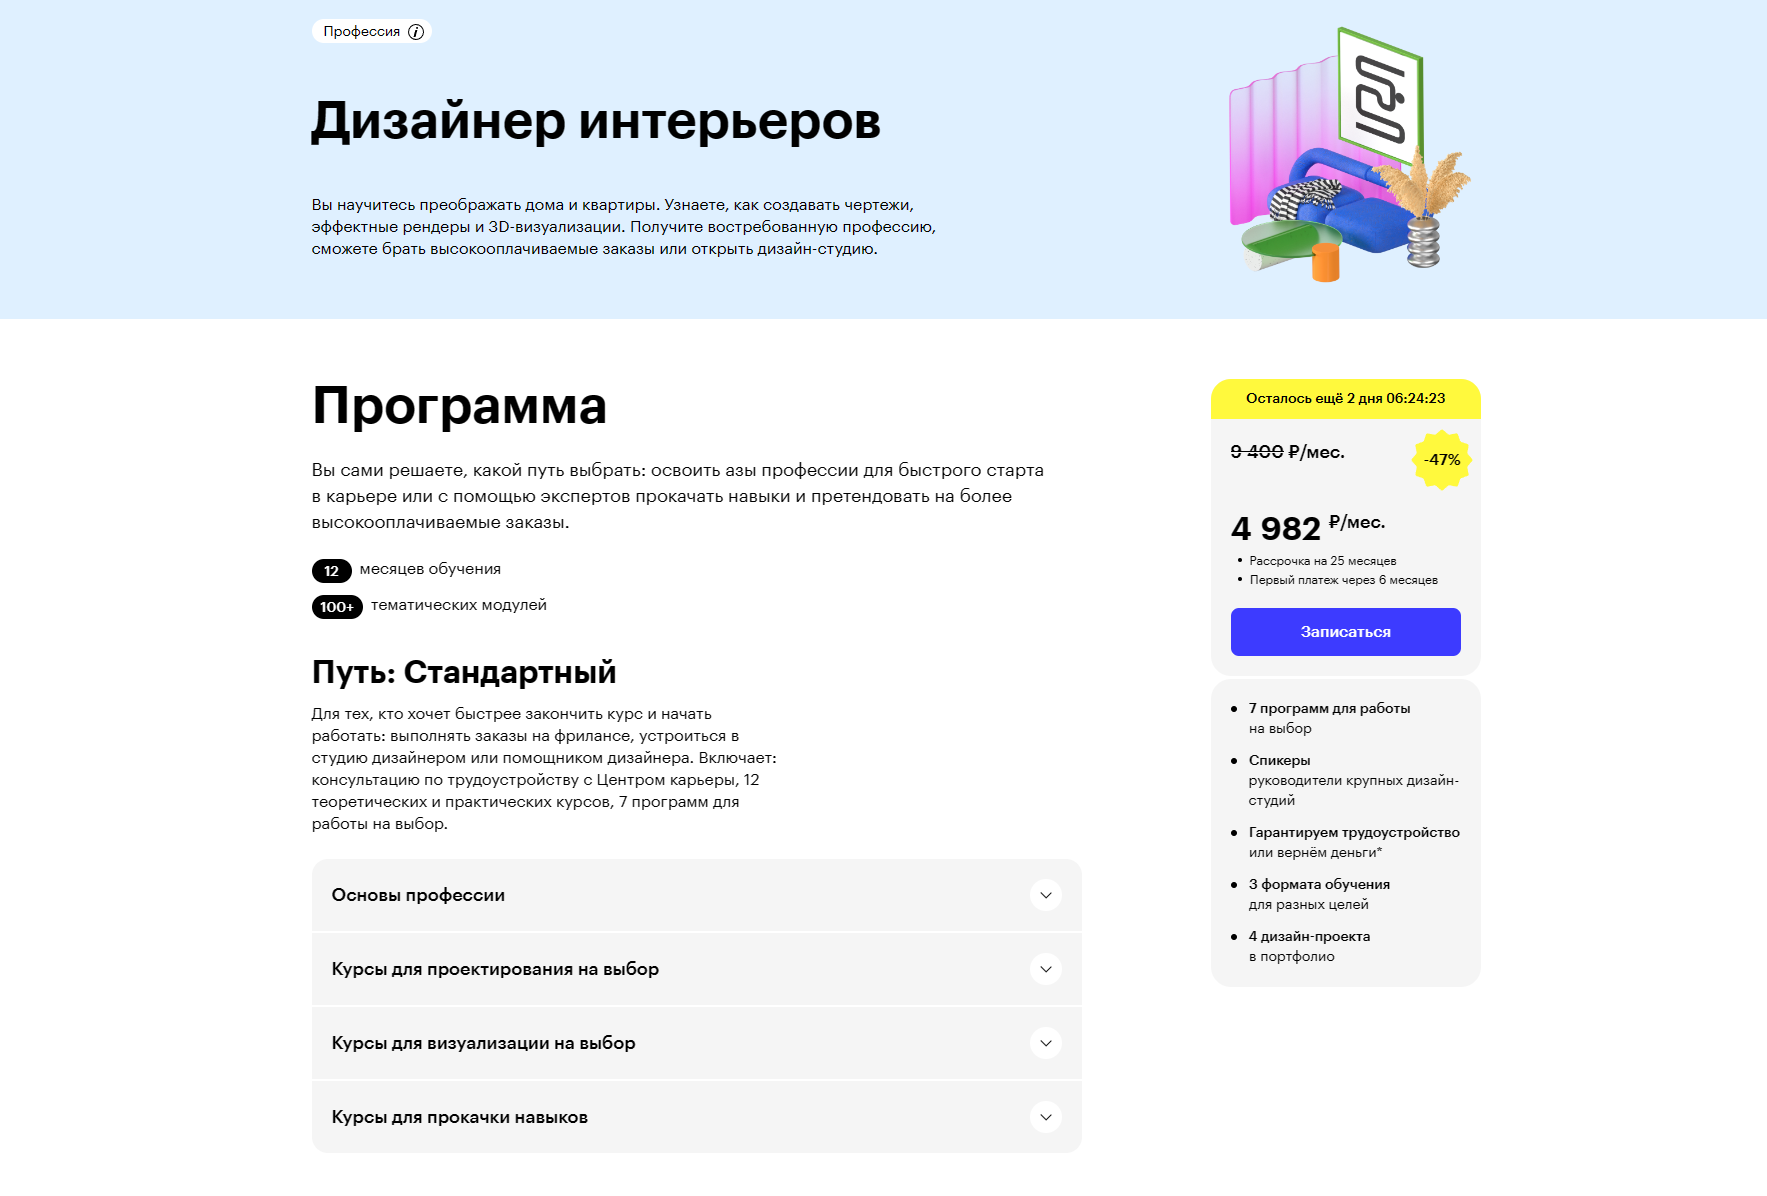 Профессия
Дизайнер интерьеров
Вы научитесь преображать дома и квартиры. Узнаете, как создавать чертежи,
эффектные рендеры и 3D-визуализации. Получите востребованную профессию,
сможете брать высокооплачиваемые заказы или открыть дизайн-студию.
Программа
Вы сами решаете, какой путь выбрать: освоить азы профессии для быстрого старта
в карьере или с помощью экспертов прокачать навыки и претендовать на более
высокооплачиваемые заказы.
12 месяцев обучения
100+ тематических модулей
Путь: Стандартный
Для тех, кто хочет быстрее закончить курс и начать
работать: выполнять заказы на фрилансе, устроиться в
студию дизайнером или помощником дизайнера. Включает:
консультацию по трудоустройству с Центром карьеры, 12
теоретических и практических курсов, 7 программ для
работы на выбор.
Основы профессии
Курсы для проектирования на выбор
Курсы для визуализации на выбор
Курсы для прокачки навыков
Осталось ещё 2 дня 06:24:23
9 400 ₽/мес.
-47%
4 982 ₽/мес.
• Рассрочка на 25 месяцев
• Первый платеж через 6 месяцев
Записаться
• 7 программ для работы
на выбор
• Спикеры
руководители крупных дизайн-
студий
• Гарантируем трудоустройство
или вернём деньги*
• 3 формата обучения
для разных целей
• 4 дизайн-проекта
в портфолио